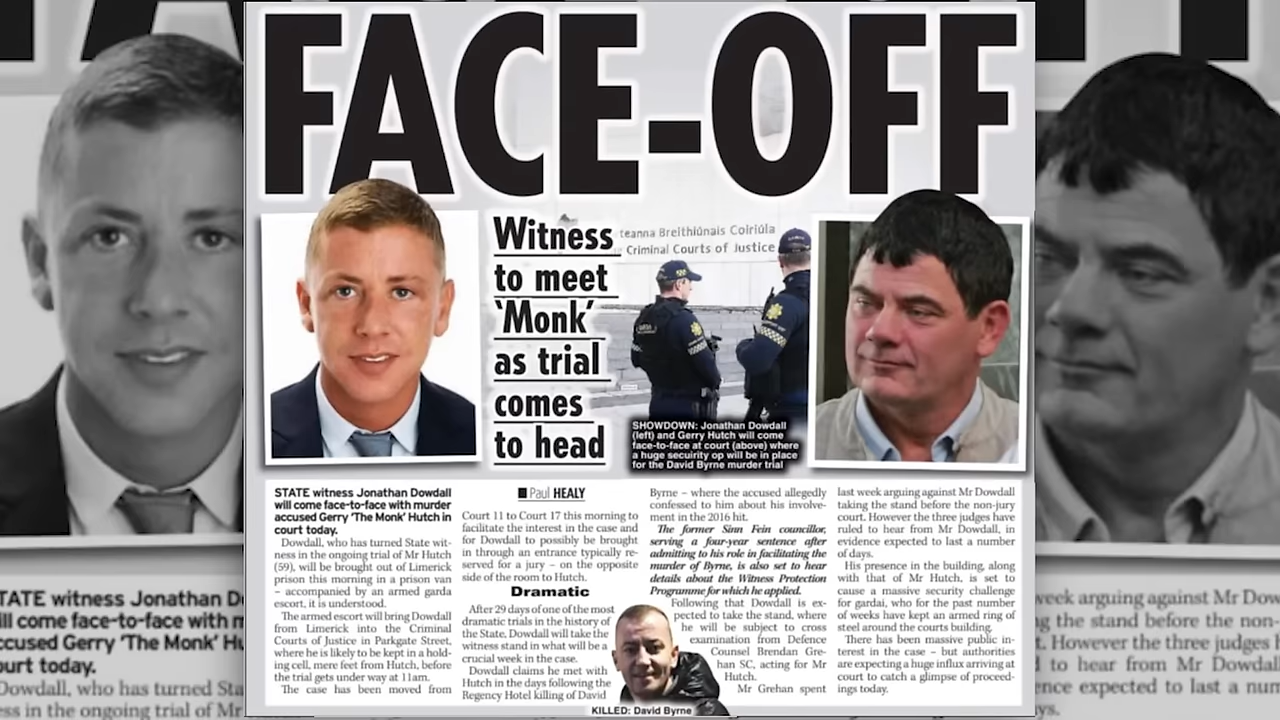 FACE-OFF
Witness
to meet
‘Monk’
as trial
comes
to head
teanna Breithiúnais Coiriúla
Criminal Courts of Justice
SHOWDOWN: Jonathan Dowdall
(left) and Gerry Hutch will come
face-to-face at court (above) where
a huge secuirity op will be in place
for the David Byrne murder trial
STATE witness Jonathan Dowdall
will come face-to-face with murder
accused Gerry ‘The Monk’ Hutch in
court today.
Dowdall, who has turned State wit-
ness in the ongoing trial of Mr Hutch
(59), will be brought out of Limerick
prison this morning in a prison van
– accompanied by an armed garda
escort, it is understood.
The armed escort will bring Dowdall
from Limerick into the Criminal
Courts of Justice in Parkgate Street,
where he is likely to be kept in a hold-
ing cell, mere feet from Hutch, before
the trial gets under way at 11am.
The case has been moved from
■ Paul HEALY
Court 11 to Court 17 this morning to
facilitate the interest in the case and
for Dowdall to possibly be brought
in through an entrance typically re-
served for a jury – on the opposite
side of the room to Hutch.
Dramatic
After 29 days of one of the most
dramatic trials in the history of
the State, Dowdall will take the
witness stand in what will be a
crucial week in the case.
Dowdall claims he met with
Hutch in the days following the
Regency Hotel killing of David
Byrne – where the accused allegedly
confessed to him about his involve-
ment in the 2016 hit.
The former Sinn Fein councillor,
serving a four-year sentence after
admitting to his role in facilitating the
murder of Byrne, is also set to hear
details about the Witness Protection
Programme for which he applied.
Following that Dowdall is ex-
pected to take the stand, where
he will be subject to cross
examination from Defence
Counsel Brendan Gre-
han SC, acting for Mr
Hutch.
Mr Grehan spent
KILLED: David Byrne
last week arguing against Mr Dowdall
taking the stand before the non-jury
court. However the three judges have
ruled to hear from Mr Dowdall, in
evidence expected to last a number
of days.
His presence in the building, along
with that of Mr Hutch, is set to
cause a massive security challenge
for gardai, who for the past number
of weeks have kept an armed ring of
steel around the courts building.
There has been massive public in-
terest in the case – but authorities
are expecting a huge influx arriving at
court to catch a glimpse of proceed-
ings today.